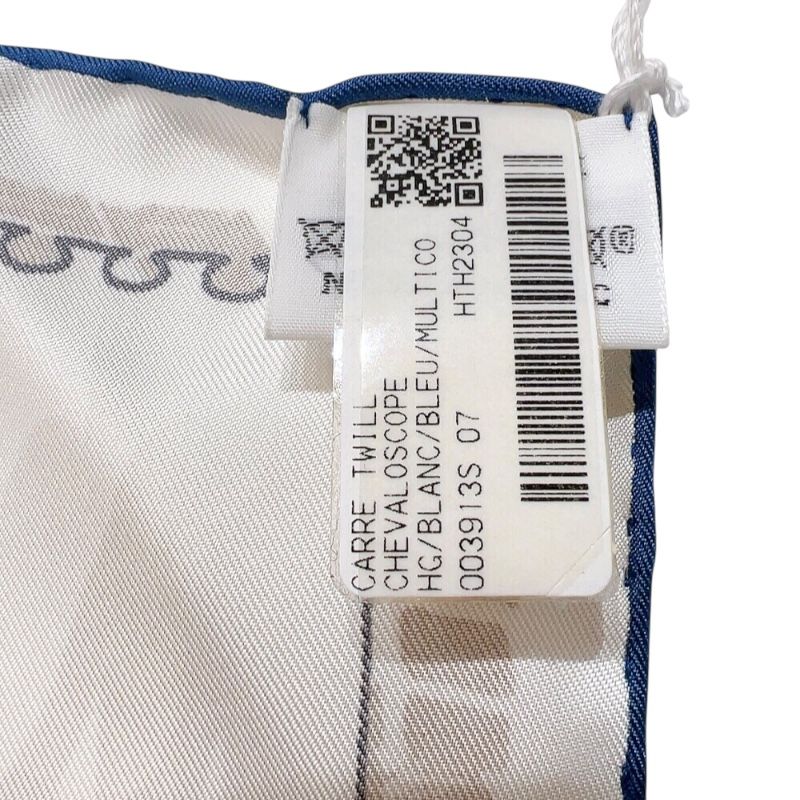 CARRE TWILL
CHEVALOSCOPE
HG/BLANC/BLEU/MULTICO
003913S 07
HTH2304